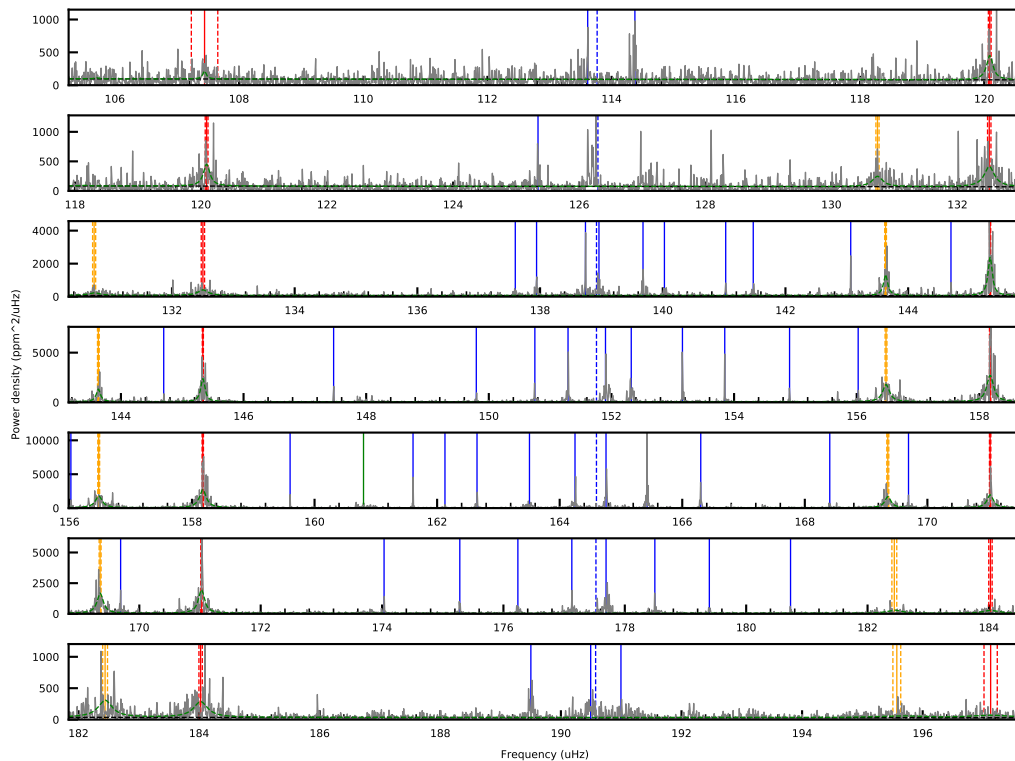 1000
500
0
106 108 110 112 114 116 118 120
1000
500
0
118 120 122 124 126 128 130 132
4000
2000
0
132 134 136 138 140 142 144
Power density (ppm^2/uHz)
5000
0
144 146 148 150 152 154 156 158
10000
5000
0
156 158 160 162 164 166 168 170
5000
2500
0
170 172 174 176 178 180 182 184
1000
500
0
182 184 186 188 190 192 194 196
Frequency (uHz)